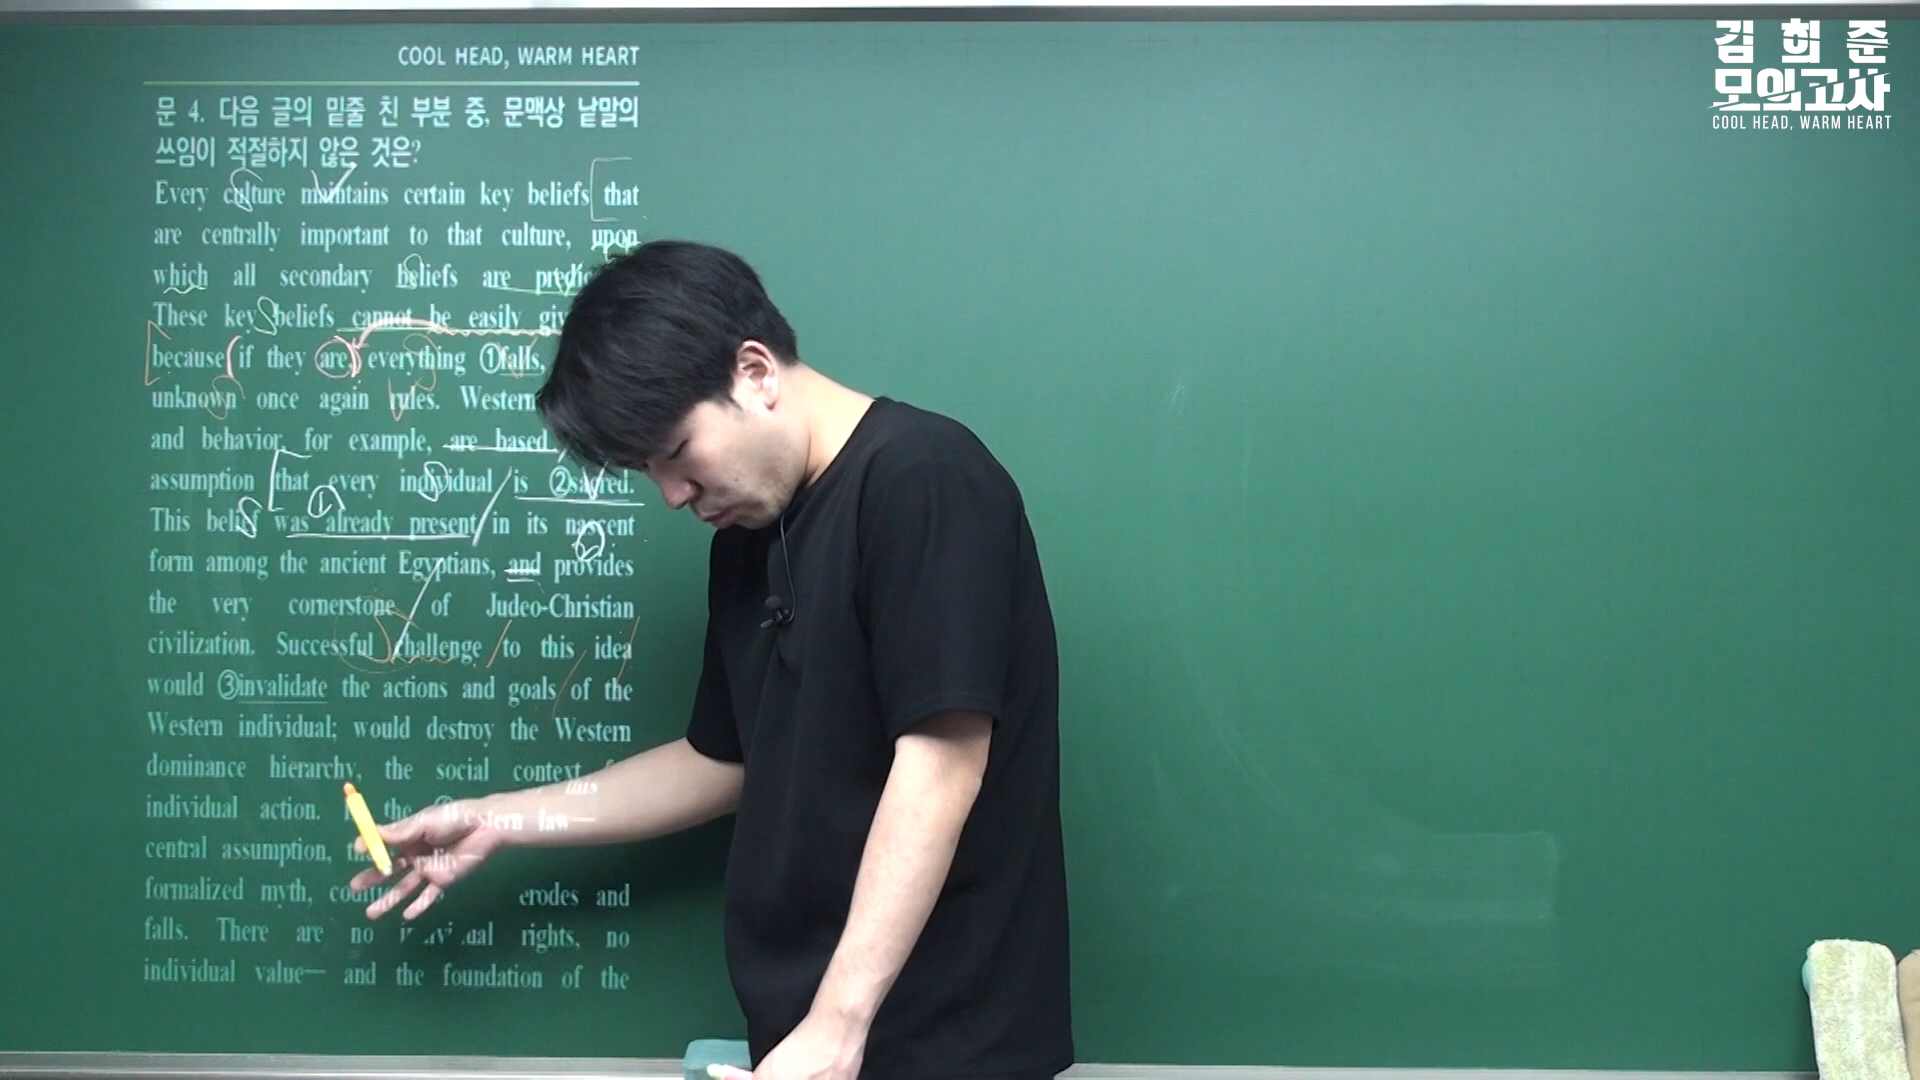 COOL HEAD, WARM HEART
문 4. 다음 글의 밑줄 친 부분 중, 문맥상 낱말의
쓰임이 적절하지 않은 것은?
Every culture maintains certain key beliefs that
are centrally important to that culture, upon
which all secondary beliefs are
These key beliefs cannot be easily
because if they are, everything ①falls,
unknown once again rules. Western
and behavior, for example, are based
assumption that every individual is ②sacred.
This belief was already present in its nascent
form among the ancient Egyptians, and provides
the very cornerstone of Judeo-Christian
civilization. Successful challenge to this idea
would ③invalidate the actions and goals of the
Western individual; would destroy the Western
dominance hierarchy, the social context
individual action. the
Western law—
central assumption,
formalized myth, erodes and
falls. There are no rights, no
individual value— and the foundation of the
김희준
모의고사
COOL HEAD, WARM HEART